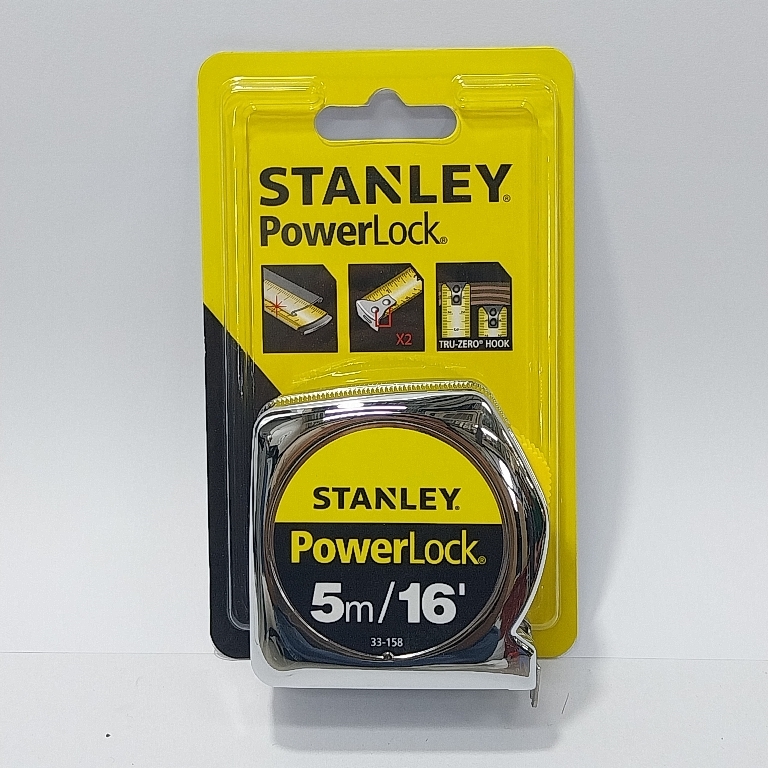 STANLEY®
PowerLock®
X2
TRU-ZERO® HOOK
STANLEY®
PowerLock®
5m/16'
33-158